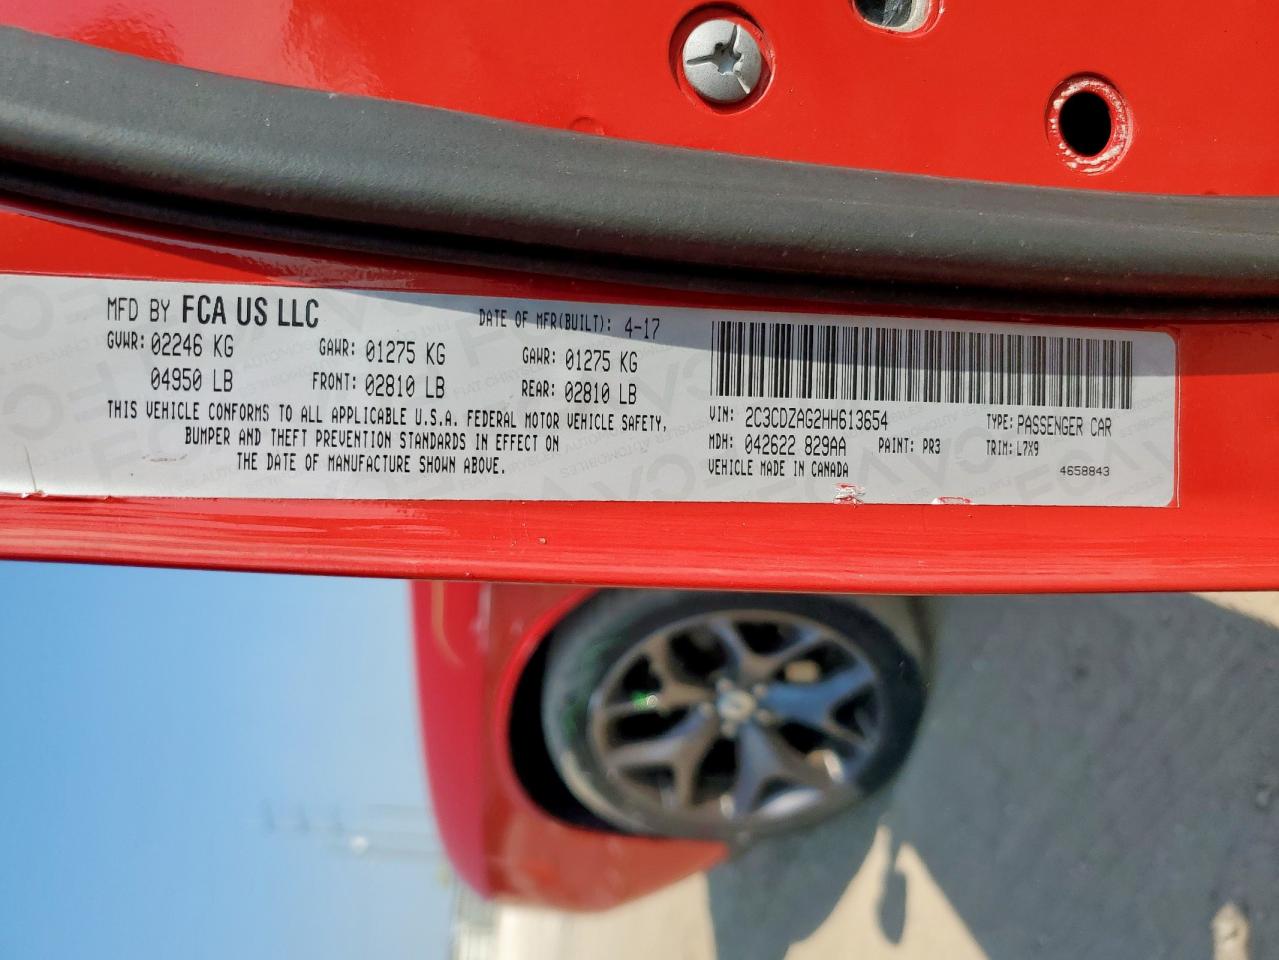 MFD BY FCA US LLC DATE OF MFR(BUILT): 4-17
GVWR: 02246 KG GAWR: 01275 KG GAWR: 01275 KG
04950 LB FRONT: 02810 LB REAR: 02810 LB
THIS VEHICLE CONFORMS TO ALL APPLICABLE U.S.A. FEDERAL MOTOR VEHICLE SAFETY,
BUMPER AND THEFT PREVENTION STANDARDS IN EFFECT ON
THE DATE OF MANUFACTURE SHOWN ABOVE.
VIN: 2C3CDZAG2HH613654 TYPE: PASSENGER CAR
MDH: 042622 829AA PAINT: PR3 TRIM: L7X9
VEHICLE MADE IN CANADA 4658843